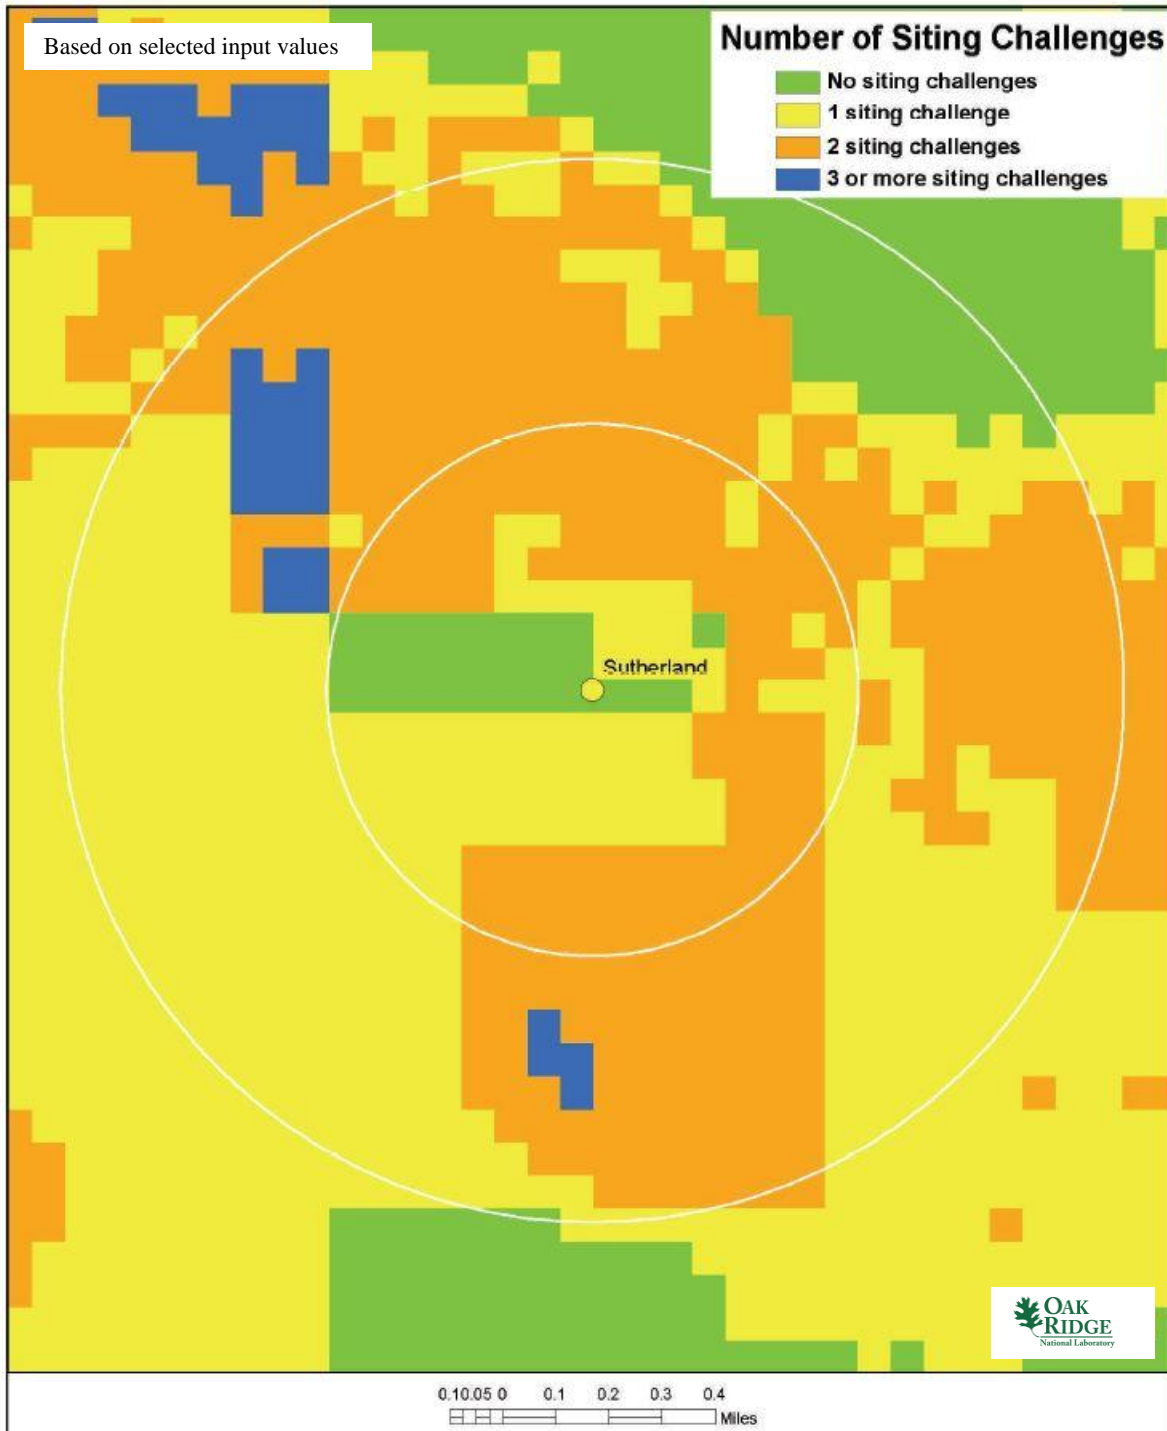 Based on selected input values
Number of Siting Challenges
No siting challenges
1 siting challenge
2 siting challenges
3 or more siting challenges
Sutherland
OAK
RIDGE
National Laboratory
0.10.05 0 0.1 0.2 0.3 0.4
Miles